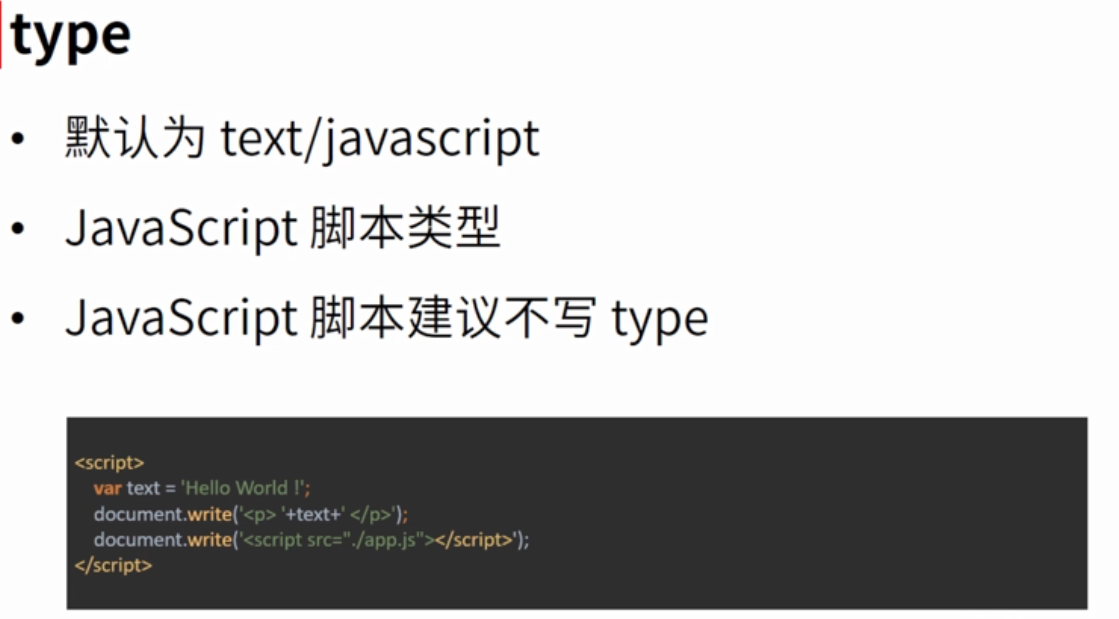 type
• 默认为 text/javascript
• JavaScript 脚本类型
• JavaScript 脚本建议不写 type
<script>
var text = 'Hello World !';
document.write('<p> '+text+' </p>');
document.write('<script src="./app.js"></script>');
</script>